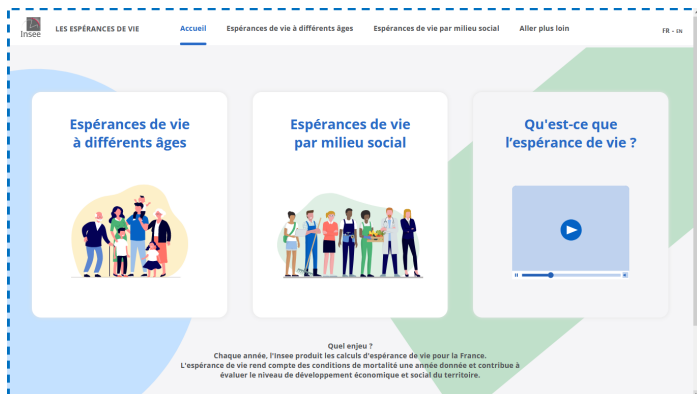 Insee
LES ESPÉRANCES DE VIE
Accueil
Espérances de vie à différents âges
Espérances de vie par milieu social
Aller plus loin
FR - EN
Espérances de vie
à différents âges
Espérances de vie
par milieu social
Qu'est-ce que
l'espérance de vie ?
Quel enjeu ?
Chaque année, l'Insee produit les calculs d'espérance de vie pour la France.
L'espérance de vie rend compte des conditions de mortalité une année donnée et contribue à
évaluer le niveau de développement économique et social du territoire.